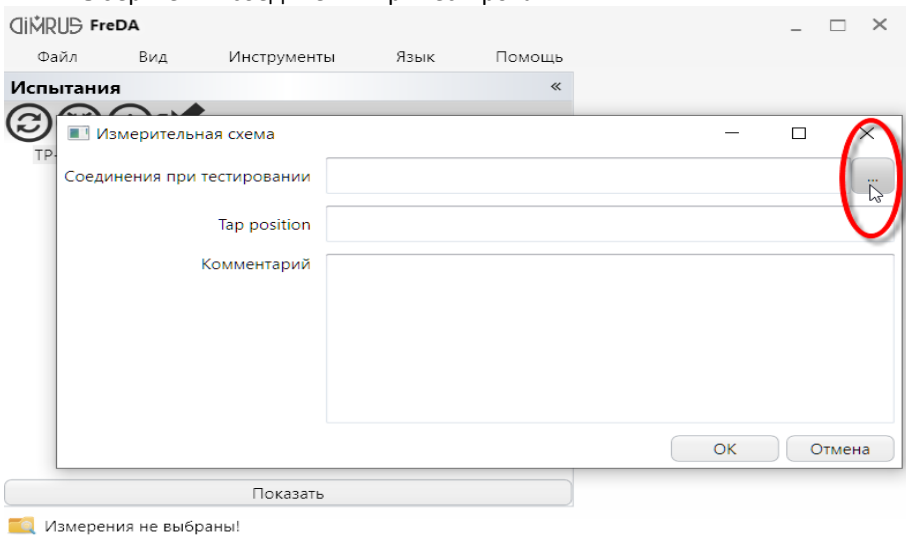 DiMRUS FreDA
Файл Вид Инструменты Язык Помощь
Испытания «
Измерительная схема
TP-
Соединения при тестировании ...
Tap position
Комментарий
OK Отмена
Показать
Измерения не выбраны!